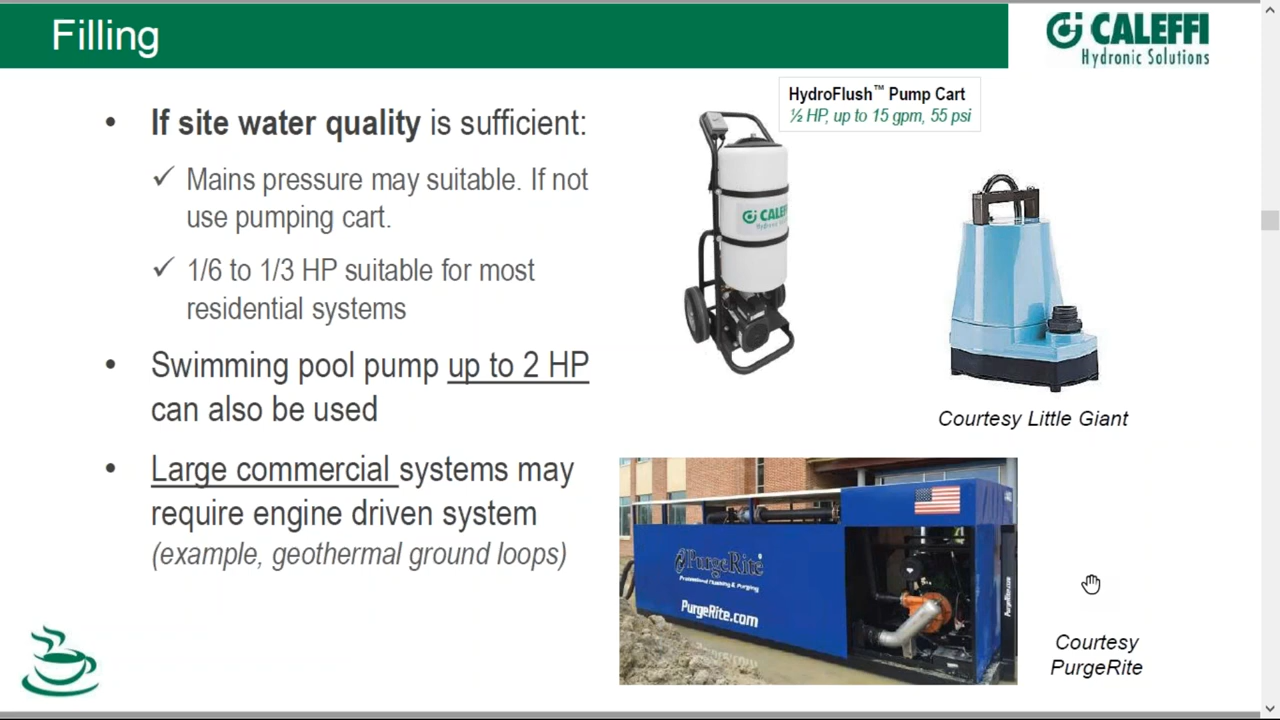 Filling
CALEFFI
Hydronic Solutions
HydroFlush™ Pump Cart
½ HP, up to 15 gpm, 55 psi
• If site water quality is sufficient:
✓ Mains pressure may suitable. If not
use pumping cart.
✓ 1/6 to 1/3 HP suitable for most
residential systems
• Swimming pool pump up to 2 HP
can also be used
• Large commercial systems may
require engine driven system
(example, geothermal ground loops)
CALEFFI
Courtesy Little Giant
PurgeRite
Professional Flushing & Purging
PurgeRite.com
Courtesy
PurgeRite